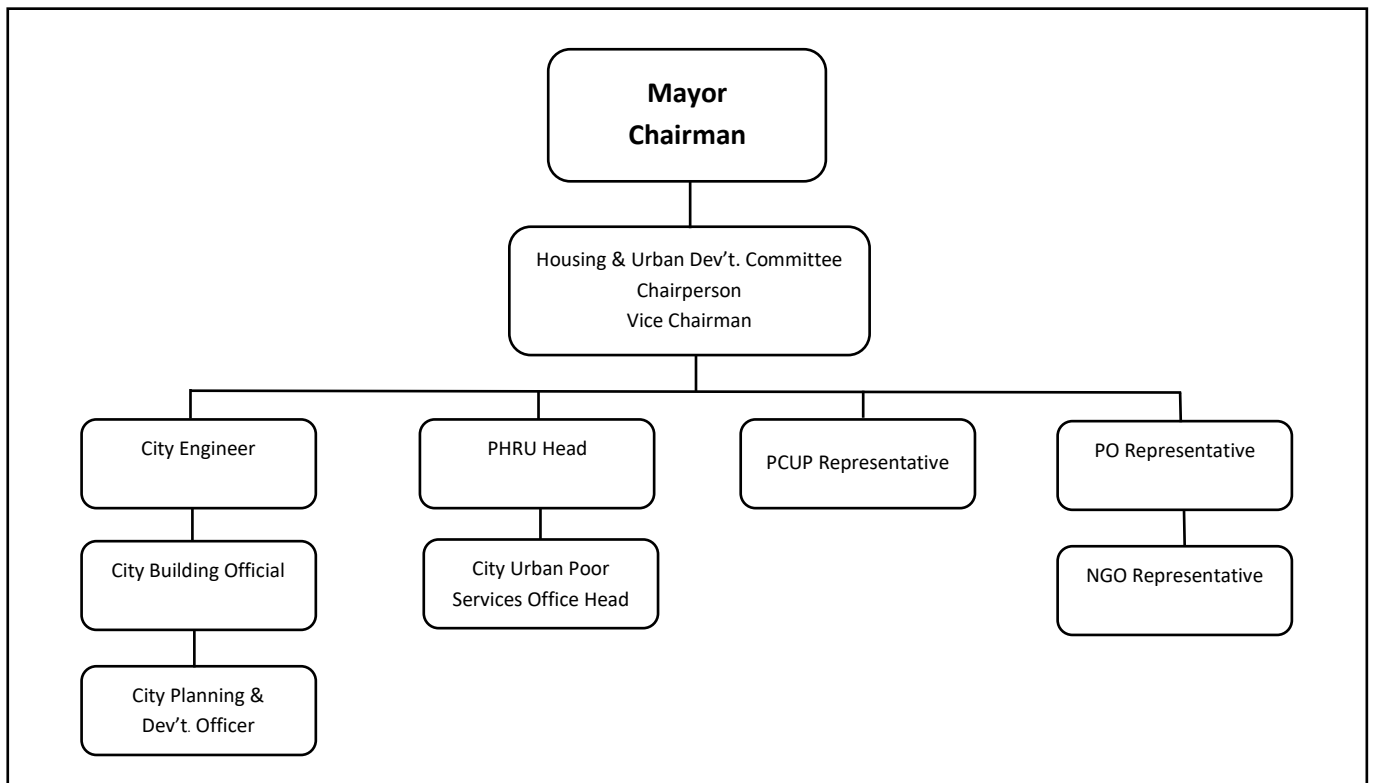 Mayor
Chairman
Housing & Urban Dev’t. Committee
Chairperson
Vice Chairman
City Engineer
PHRU Head
PCUP Representative
PO Representative
City Building Official
City Urban Poor
Services Office Head
NGO Representative
City Planning &
Dev’t. Officer